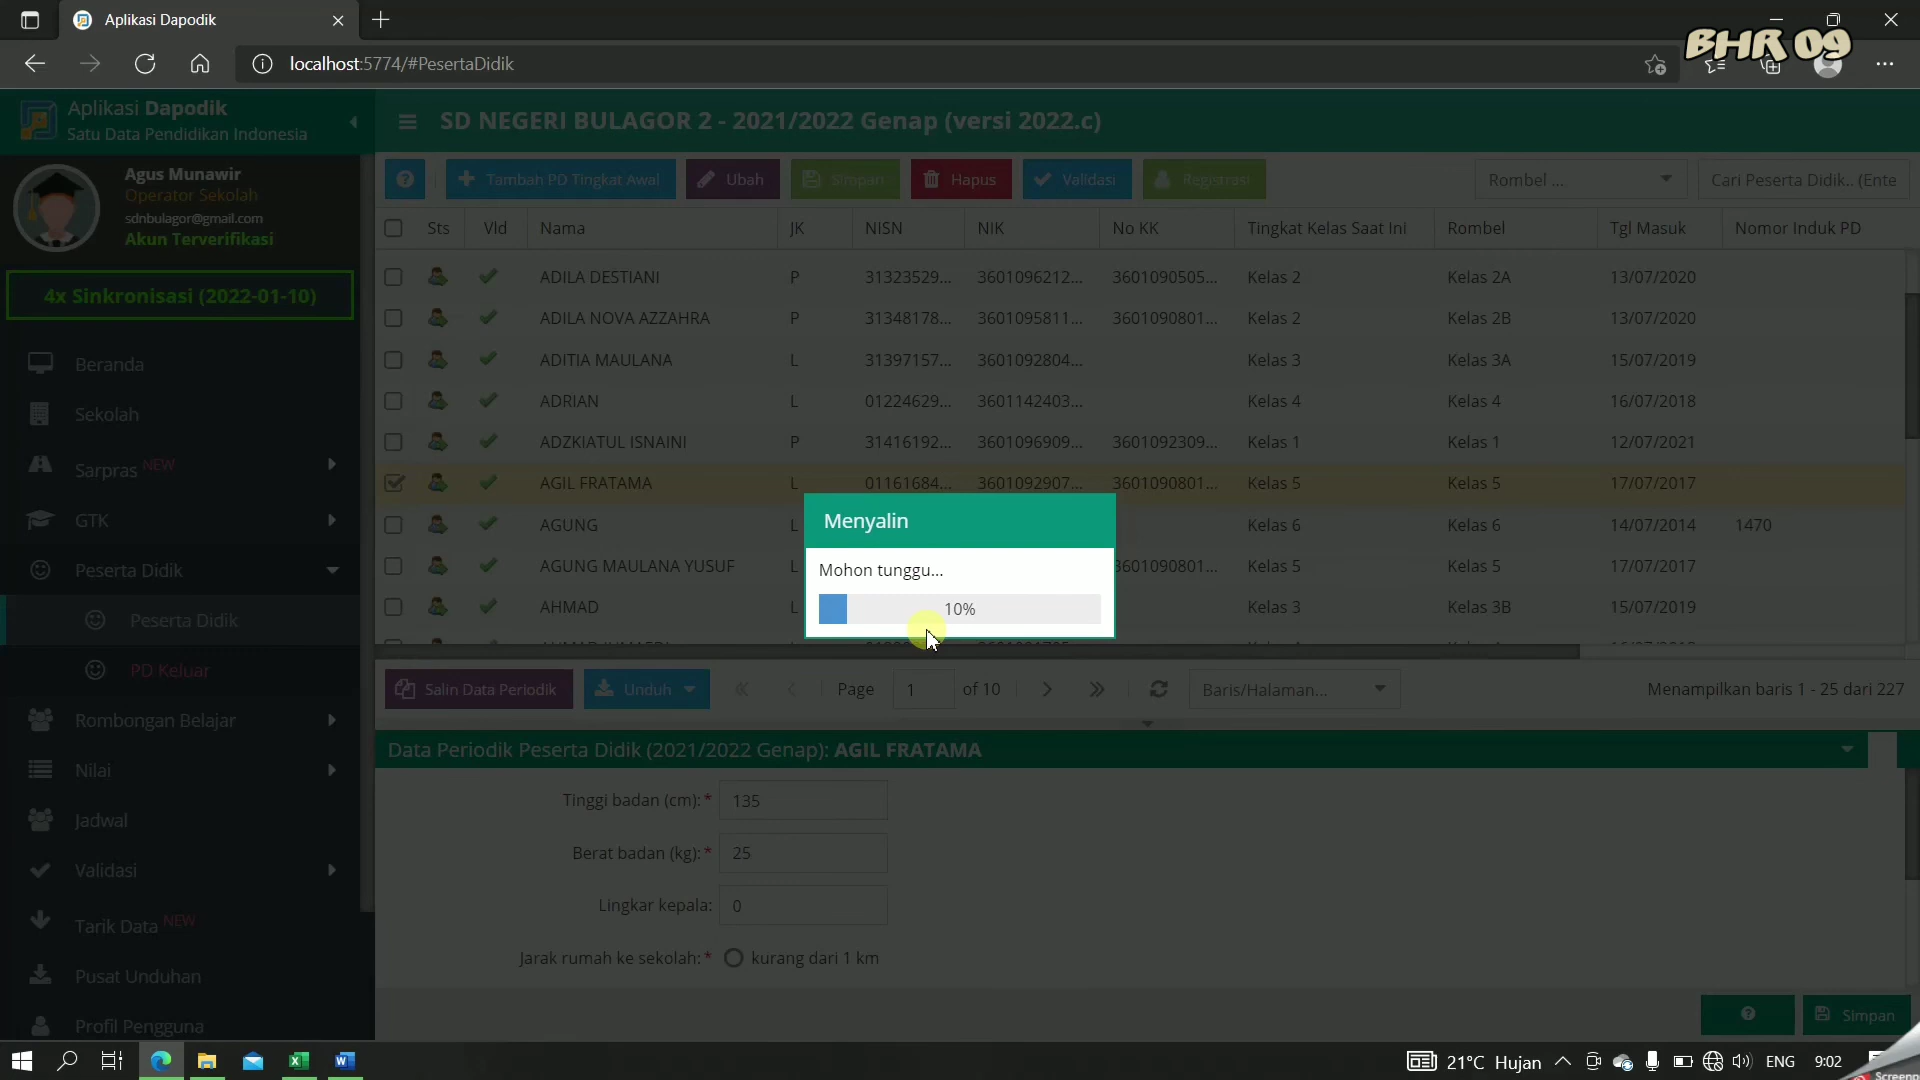 Aplikasi Dapodik
BHR 09
localhost:5774/#PesertaDidik
Aplikasi Dapodik
Satu Data Pendidikan Indonesia
SD NEGERI BULAGOR 2 - 2021/2022 Genap (versi 2022.c)
Agus Munawir
Operator Sekolah
sdnbulagor@gmail.com
Akun Terverifikasi
4x Sinkronisasi (2022-01-10)
Beranda
Sekolah
Sarpras NEW
GTK
Peserta Didik
Peserta Didik
PD Keluar
Rombongan Belajar
Nilai
Jadwal
Validasi
Tarik Data NEW
Pusat Unduhan
Profil Pengguna
Tambah PD Tingkat Awal Ubah Simpan Hapus Validasi Registrasi Rombel ... Cari Peserta Didik.. (Ente
Sts Vld Nama JK NISN NIK No KK Tingkat Kelas Saat Ini Rombel Tgl Masuk Nomor Induk PD
ADILA DESTIANI P 31323529... 3601096212... 3601090505... Kelas 2 Kelas 2A 13/07/2020
ADILA NOVA AZZAHRA P 31348178... 3601095811... 3601090801... Kelas 2 Kelas 2B 13/07/2020
ADITIA MAULANA L 31397157... 3601092804... Kelas 3 Kelas 3A 15/07/2019
ADRIAN L 01224629... 3601142403... Kelas 4 Kelas 4 16/07/2018
ADZKIATUL ISNAINI P 31416192... 3601096909... 3601092309... Kelas 1 Kelas 1 12/07/2021
AGIL FRATAMA L 01161684... 3601092907... 3601090801... Kelas 5 Kelas 5 17/07/2017
AGUNG L Kelas 6 Kelas 6 14/07/2014 1470
AGUNG MAULANA YUSUF L 3601090801... Kelas 5 Kelas 5 17/07/2017
AHMAD L Kelas 3 Kelas 3B 15/07/2019
Menyalin
Mohon tunggu...
10%
Salin Data Periodik Unduh Page 1 of 10 Baris/Halaman... Menampilkan baris 1 - 25 dari 227
Data Periodik Peserta Didik (2021/2022 Genap): AGIL FRATAMA
Tinggi badan (cm):* 135
Berat badan (kg):* 25
Lingkar kepala: 0
Jarak rumah ke sekolah:* kurang dari 1 km
Simpan
21°C Hujan ENG 9:02